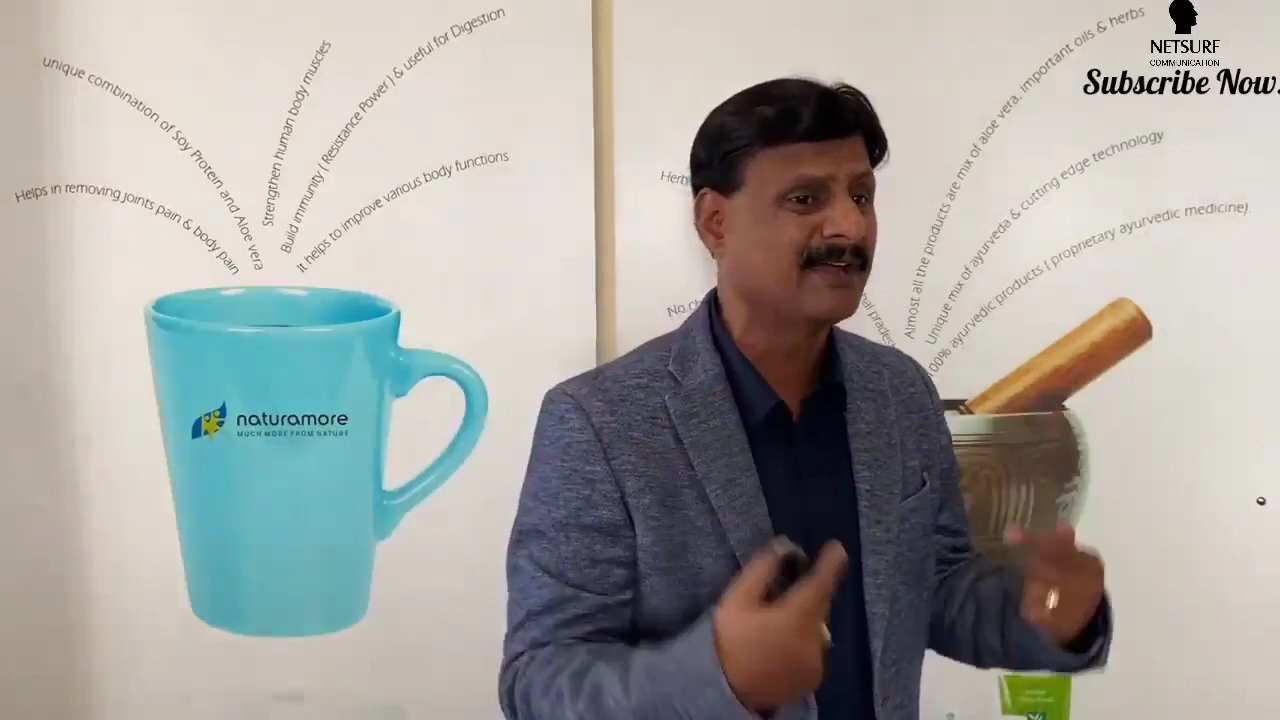 unique combination of Soy Protein and Aloe vera
Strengthen human body muscles
Build immunity ( Resistance Power ) & useful for Digestion
Helps in removing joints pain & body pain
It helps to improve various body functions
naturamore
MUCH MORE FROM NATURE
NETSURF
COMMUNICATION
Subscribe Now
Almost all the products are mix of aloe vera, important oils & herbs
Unique mix of ayurveda & cutting edge technology
100% ayurvedic products ( proprietary ayurvedic medicine).
Herb
No ch